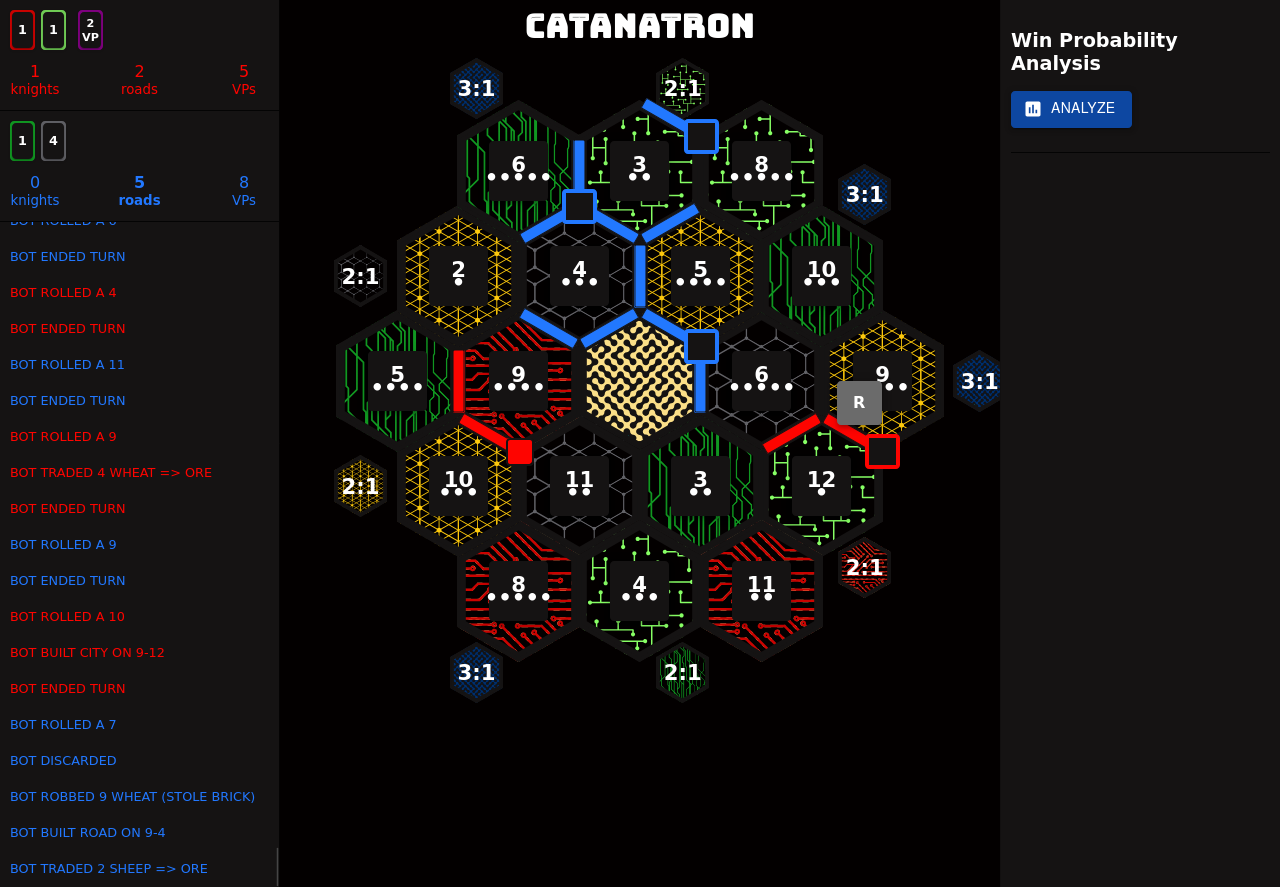 CATANATRON
1 1 2 VP
1 2 5
knights roads VPs
1 4
0 5 8
knights roads VPs
BOT ENDED TURN
BOT ROLLED A 4
BOT ENDED TURN
BOT ROLLED A 11
BOT ENDED TURN
BOT ROLLED A 9
BOT TRADED 4 WHEAT => ORE
BOT ENDED TURN
BOT ROLLED A 9
BOT ENDED TURN
BOT ROLLED A 10
BOT BUILT CITY ON 9-12
BOT ENDED TURN
BOT ROLLED A 7
BOT DISCARDED
BOT ROBBED 9 WHEAT (STOLE BRICK)
BOT BUILT ROAD ON 9-4
BOT TRADED 2 SHEEP => ORE
3:1 2:1
6 3 8
3:1
2:1 2 4 5 10
5 9 6 9 3:1
R
2:1 10 11 3 12
8 4 11 2:1
3:1 2:1
Win Probability
Analysis
ANALYZE